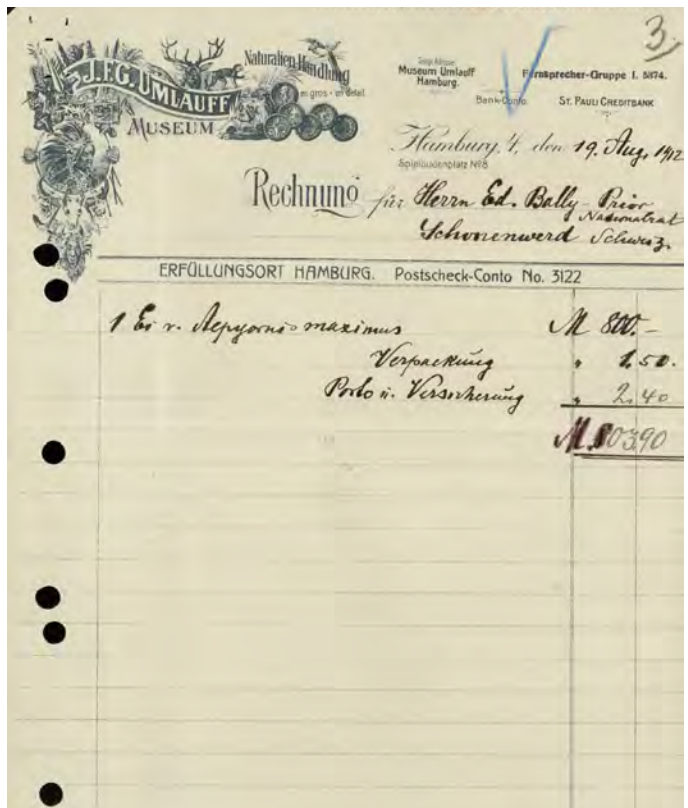 3.
J.F.G. UMLAUFF
MUSEUM
Naturalien-Handlung
en gros - en detail.
Museum Umlauff
Hamburg.
Fernsprecher-Gruppe I. 5874.
Bank-Conto ST. PAULI CREDITBANK
Hamburg, 4, den 19. Aug. 1912
Spielbudenplatz No 8
Rechnung für Herrn Ed. Bally-Prior
Nationalrat
Schönenwerd Schweiz.
ERFÜLLUNGSORT HAMBURG. Postscheck-Conto No. 3122
1 Ei v. Aepyornis maximus M 800.-
Verpackung " 1.50.
Porto u. Versicherung " 2.40
M. 803.90